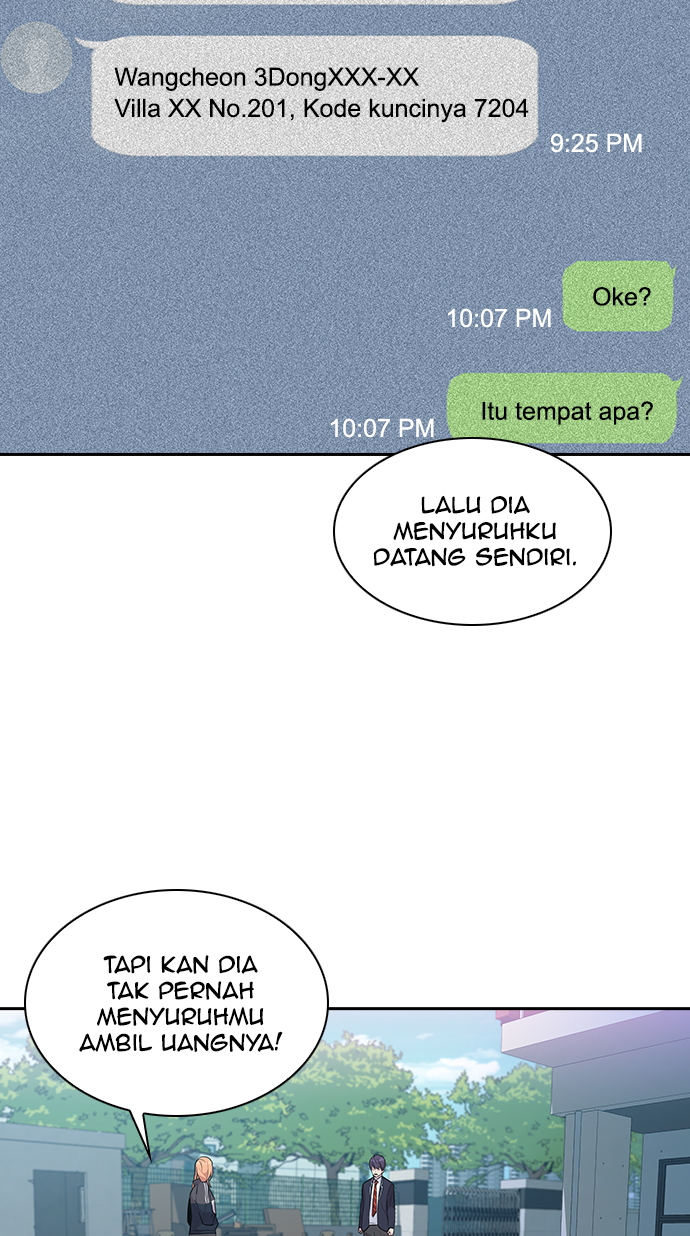 Wangcheon 3DongXXX-XX
Villa XX No.201, Kode kuncinya 7204
9:25 PM
Oke?
10:07 PM
Itu tempat apa?
10:07 PM
LALU DIA
MENYURUHKU
DATANG SENDIRI.
TAPI KAN DIA
TAK PERNAH
MENYURUHMU
AMBIL UANGNYA!